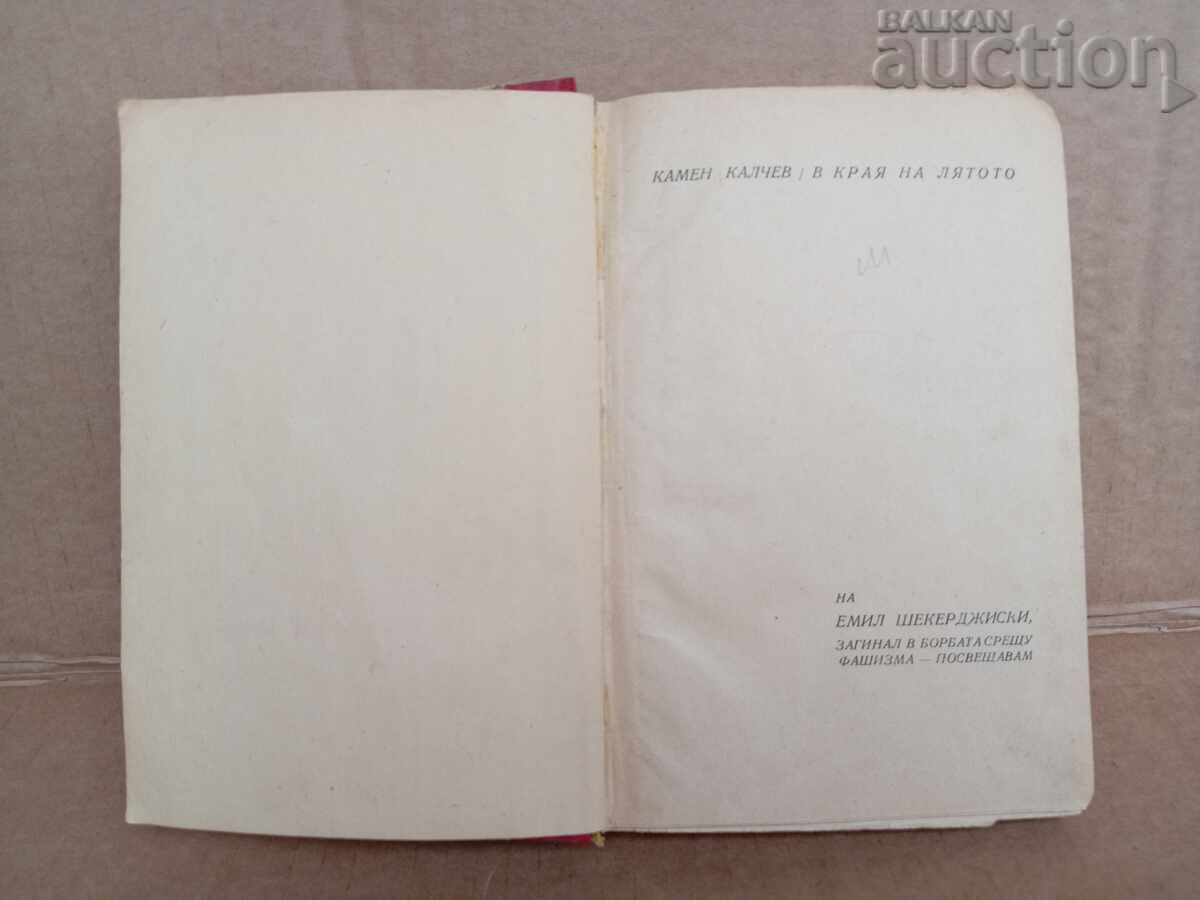 BALKAN
auction
КАМЕН КАЛЧЕВ / В КРАЯ НА ЛЯТОТО
НА
ЕМИЛ ШЕКЕРДЖИСКИ,
ЗАГИНАЛ В БОРБАТА СРЕЩУ
ФАШИЗМА — ПОСВЕЩАВАМ